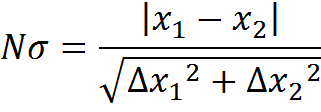 Nσ = |x₁ − x₂| / √(Δx₁² + Δx₂²)